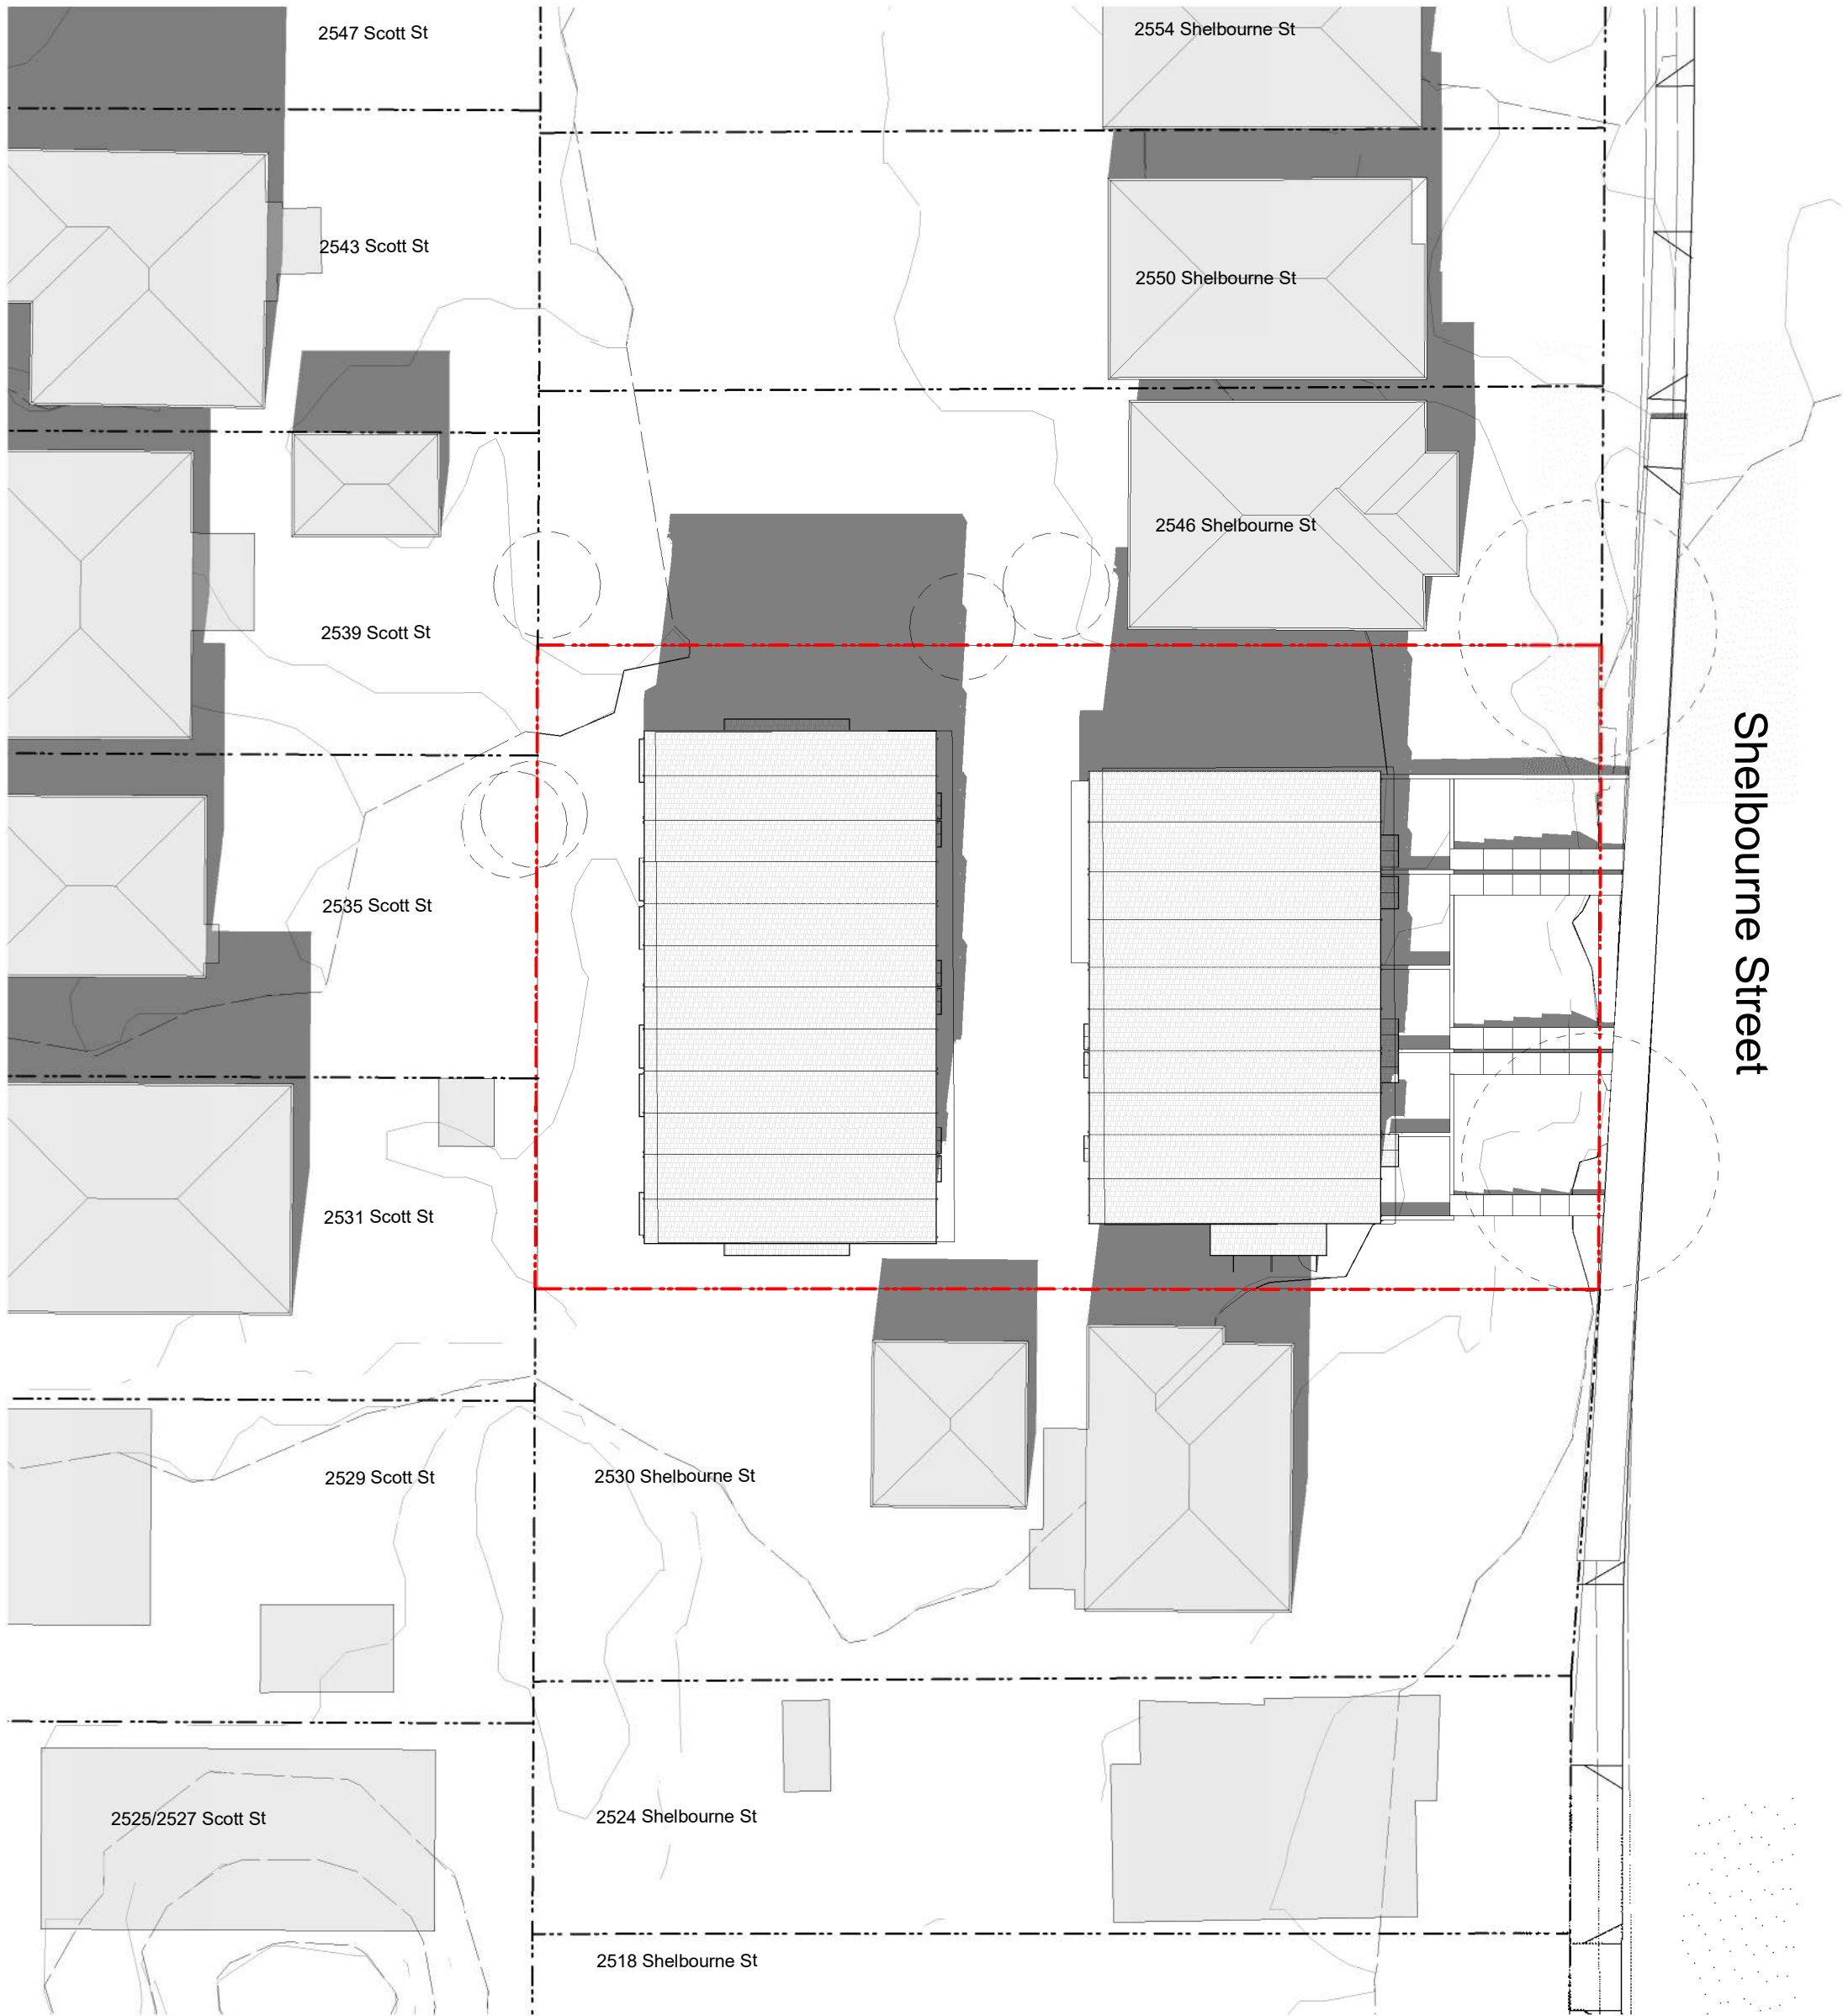 2547 Scott St
2554 Shelbourne St
2543 Scott St
2550 Shelbourne St
2546 Shelbourne St
2539 Scott St
Shelbourne Street
2535 Scott St
2531 Scott St
2529 Scott St
2530 Shelbourne St
2525/2527 Scott St
2524 Shelbourne St
2518 Shelbourne St